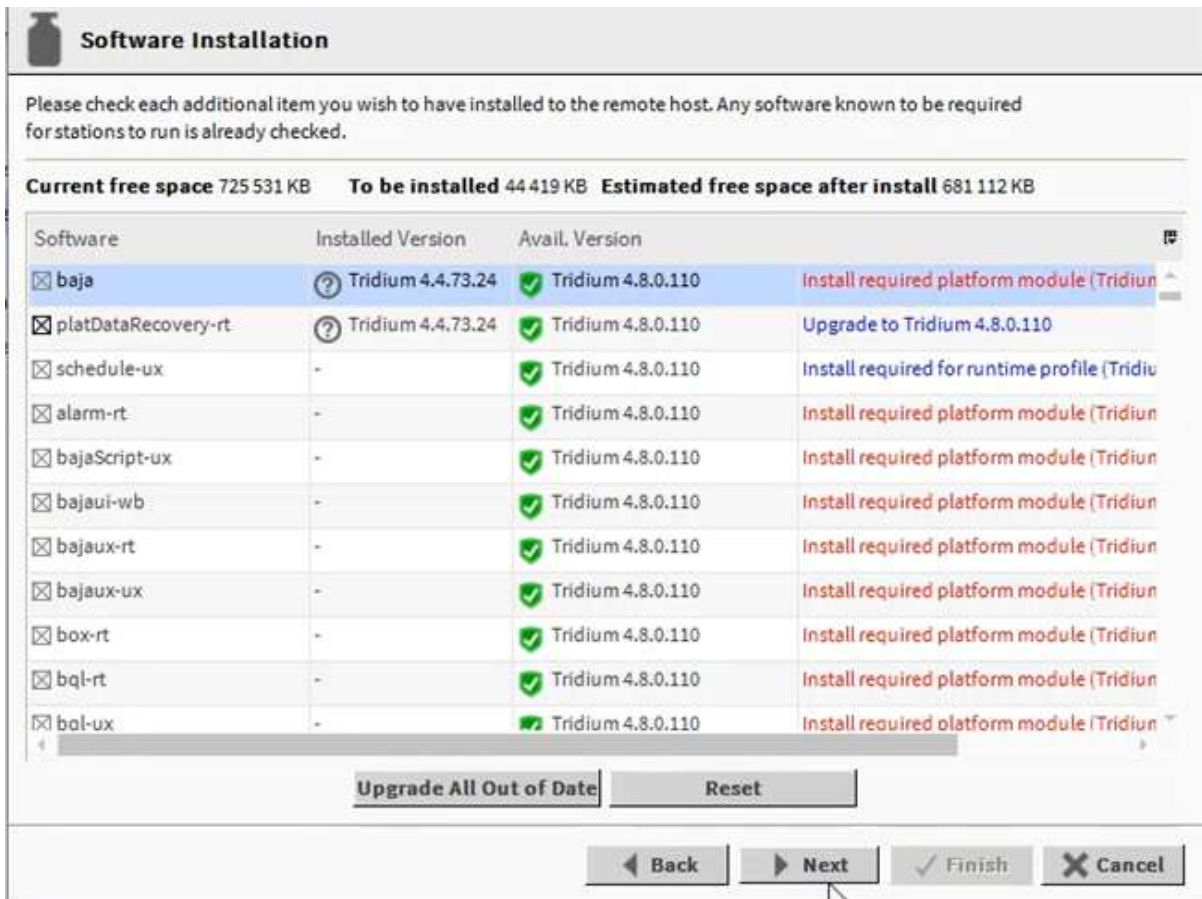 Software Installation
Please check each additional item you wish to have installed to the remote host. Any software known to be required
for stations to run is already checked.
Current free space 725 531 KB To be installed 44 419 KB Estimated free space after install 681 112 KB
Software Installed Version Avail. Version
baja Tridium 4.4.73.24 Tridium 4.8.0.110 Install required platform module (Tridium
platDataRecovery-rt Tridium 4.4.73.24 Tridium 4.8.0.110 Upgrade to Tridium 4.8.0.110
schedule-ux - Tridium 4.8.0.110 Install required for runtime profile (Tridiu
alarm-rt - Tridium 4.8.0.110 Install required platform module (Tridium
bajaScript-ux - Tridium 4.8.0.110 Install required platform module (Tridium
bajaui-wb - Tridium 4.8.0.110 Install required platform module (Tridium
bajaux-rt - Tridium 4.8.0.110 Install required platform module (Tridium
bajaux-ux - Tridium 4.8.0.110 Install required platform module (Tridium
box-rt - Tridium 4.8.0.110 Install required platform module (Tridium
bql-rt - Tridium 4.8.0.110 Install required platform module (Tridium
bql-ux - Tridium 4.8.0.110 Install required platform module (Tridium
Upgrade All Out of Date Reset
Back Next Finish Cancel